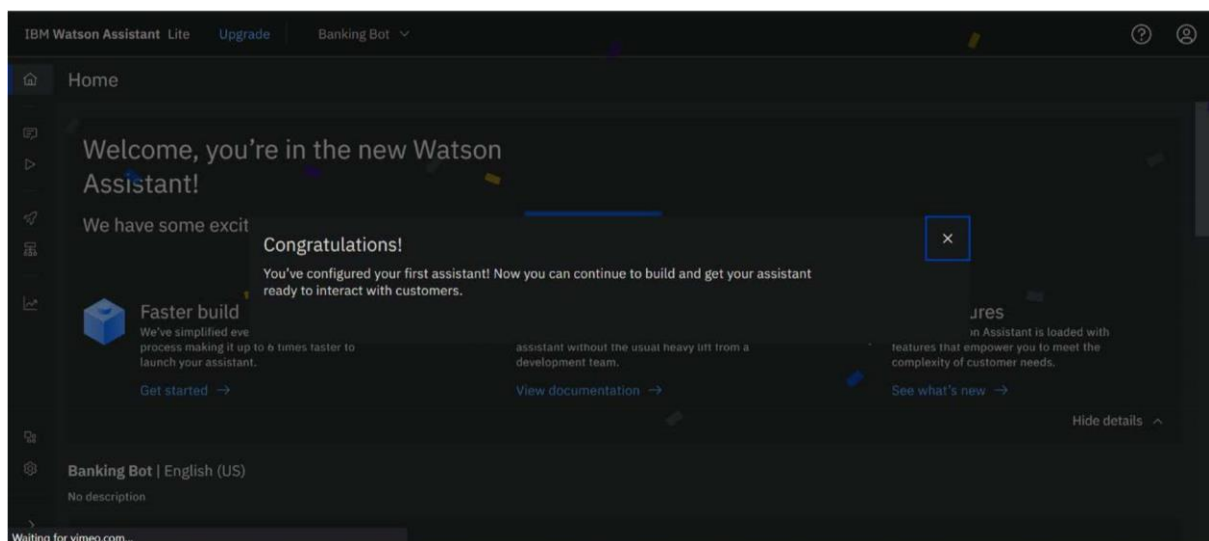 IBM Watson Assistant Lite Upgrade Banking Bot
Home
Welcome, you're in the new Watson
Assistant!
We have some excit
Congratulations!
You've configured your first assistant! Now you can continue to build and get your assistant
ready to interact with customers.
Faster build
We've simplified eve
process making it up to 6 times faster to
launch your assistant.
Get started →
assistant without the usual heavy lift from a
development team.
View documentation →
ures
on Assistant is loaded with
features that empower you to meet the
complexity of customer needs.
See what's new →
Hide details
Banking Bot | English (US)
No description
Waiting for vimeo.com...